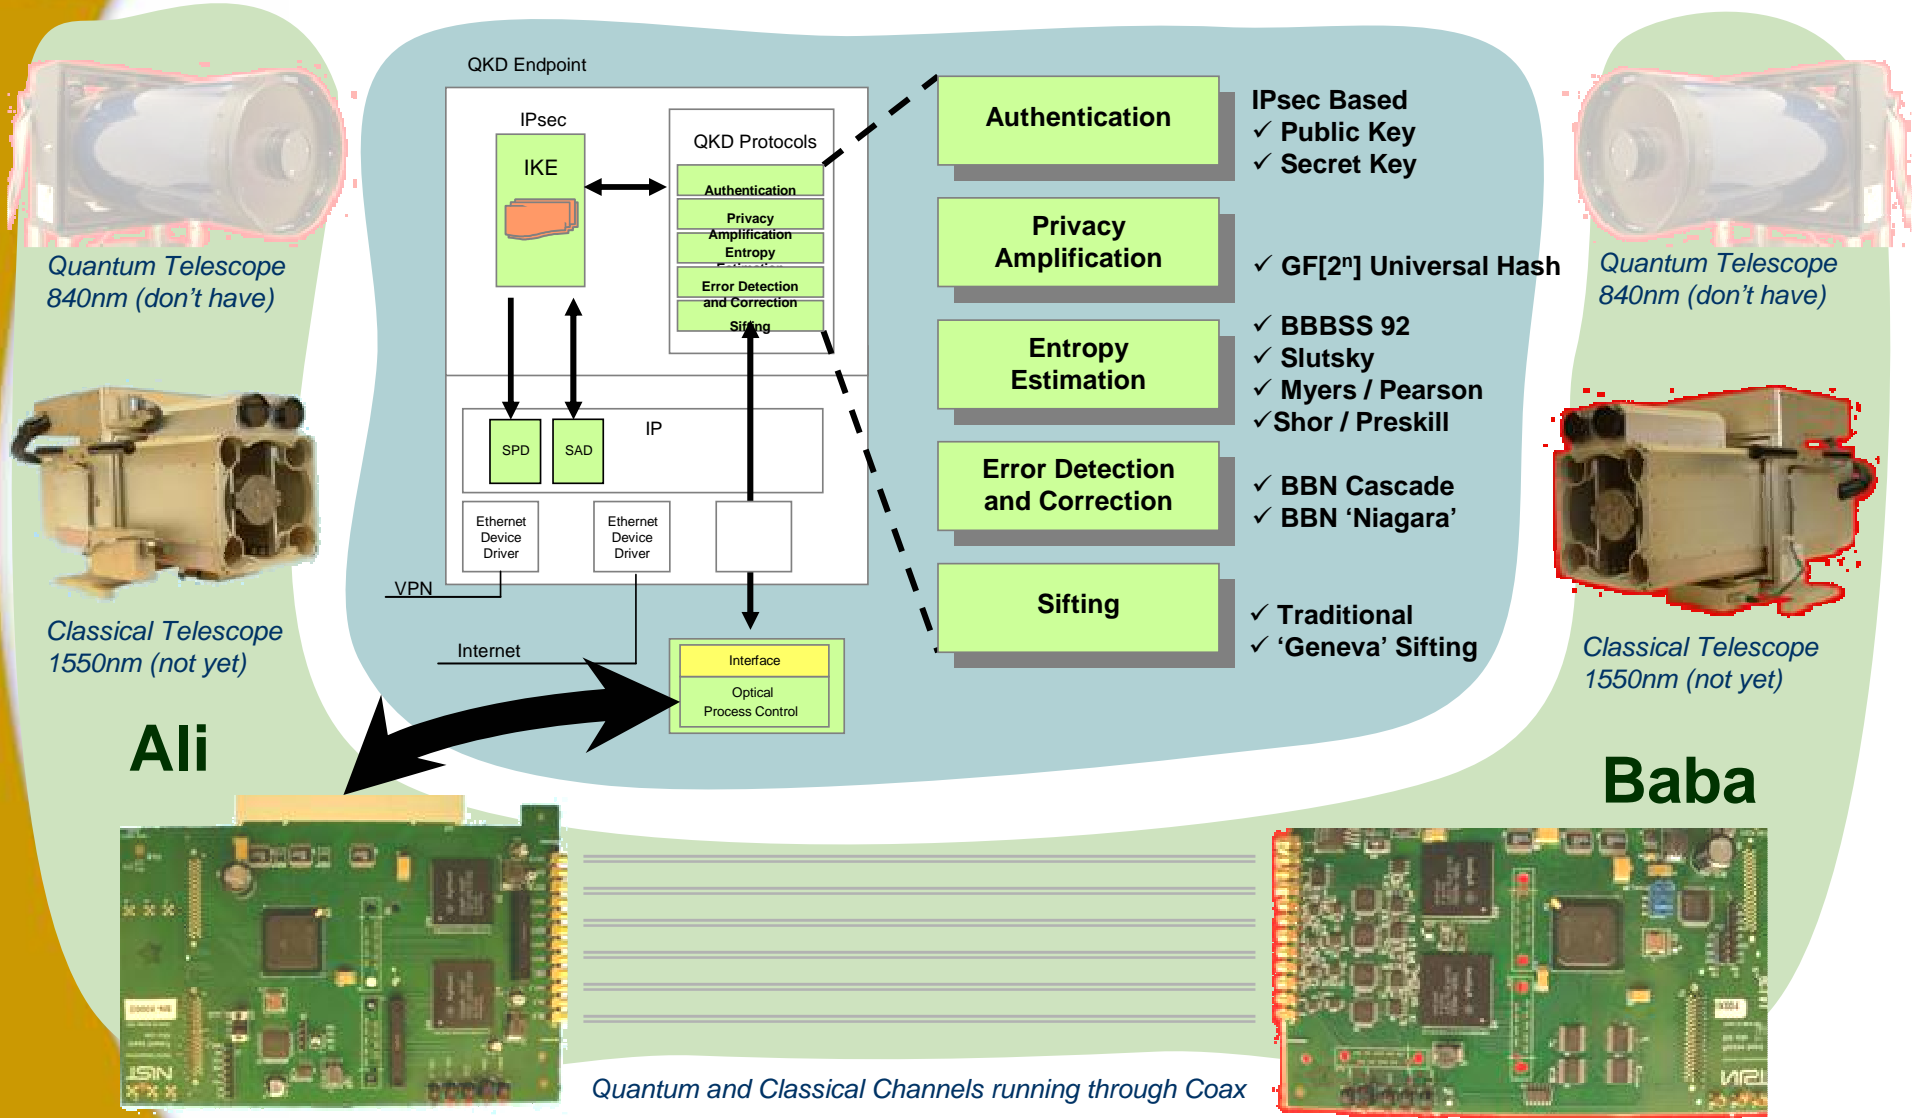 QKD Endpoint
IPsec
IKE
QKD Protocols
Authentication
Privacy
Amplification
Entropy
Estimation
Error Detection
and Correction
Sifting
SPD
SAD
IP
Ethernet
Device
Driver
Ethernet
Device
Driver
VPN
Internet
Interface
Optical
Process Control
Authentication
IPsec Based
✓ Public Key
✓ Secret Key
Privacy
Amplification
✓ GF[2ⁿ] Universal Hash
Entropy
Estimation
✓ BBBSS 92
✓ Slutsky
✓ Myers / Pearson
✓Shor / Preskill
Error Detection
and Correction
✓ BBN Cascade
✓ BBN ‘Niagara’
Sifting
✓ Traditional
✓ ‘Geneva’ Sifting
Quantum Telescope
840nm (don’t have)
Classical Telescope
1550nm (not yet)
Ali
Quantum Telescope
840nm (don’t have)
Classical Telescope
1550nm (not yet)
Baba
NIST
Quantum and Classical Channels running through Coax